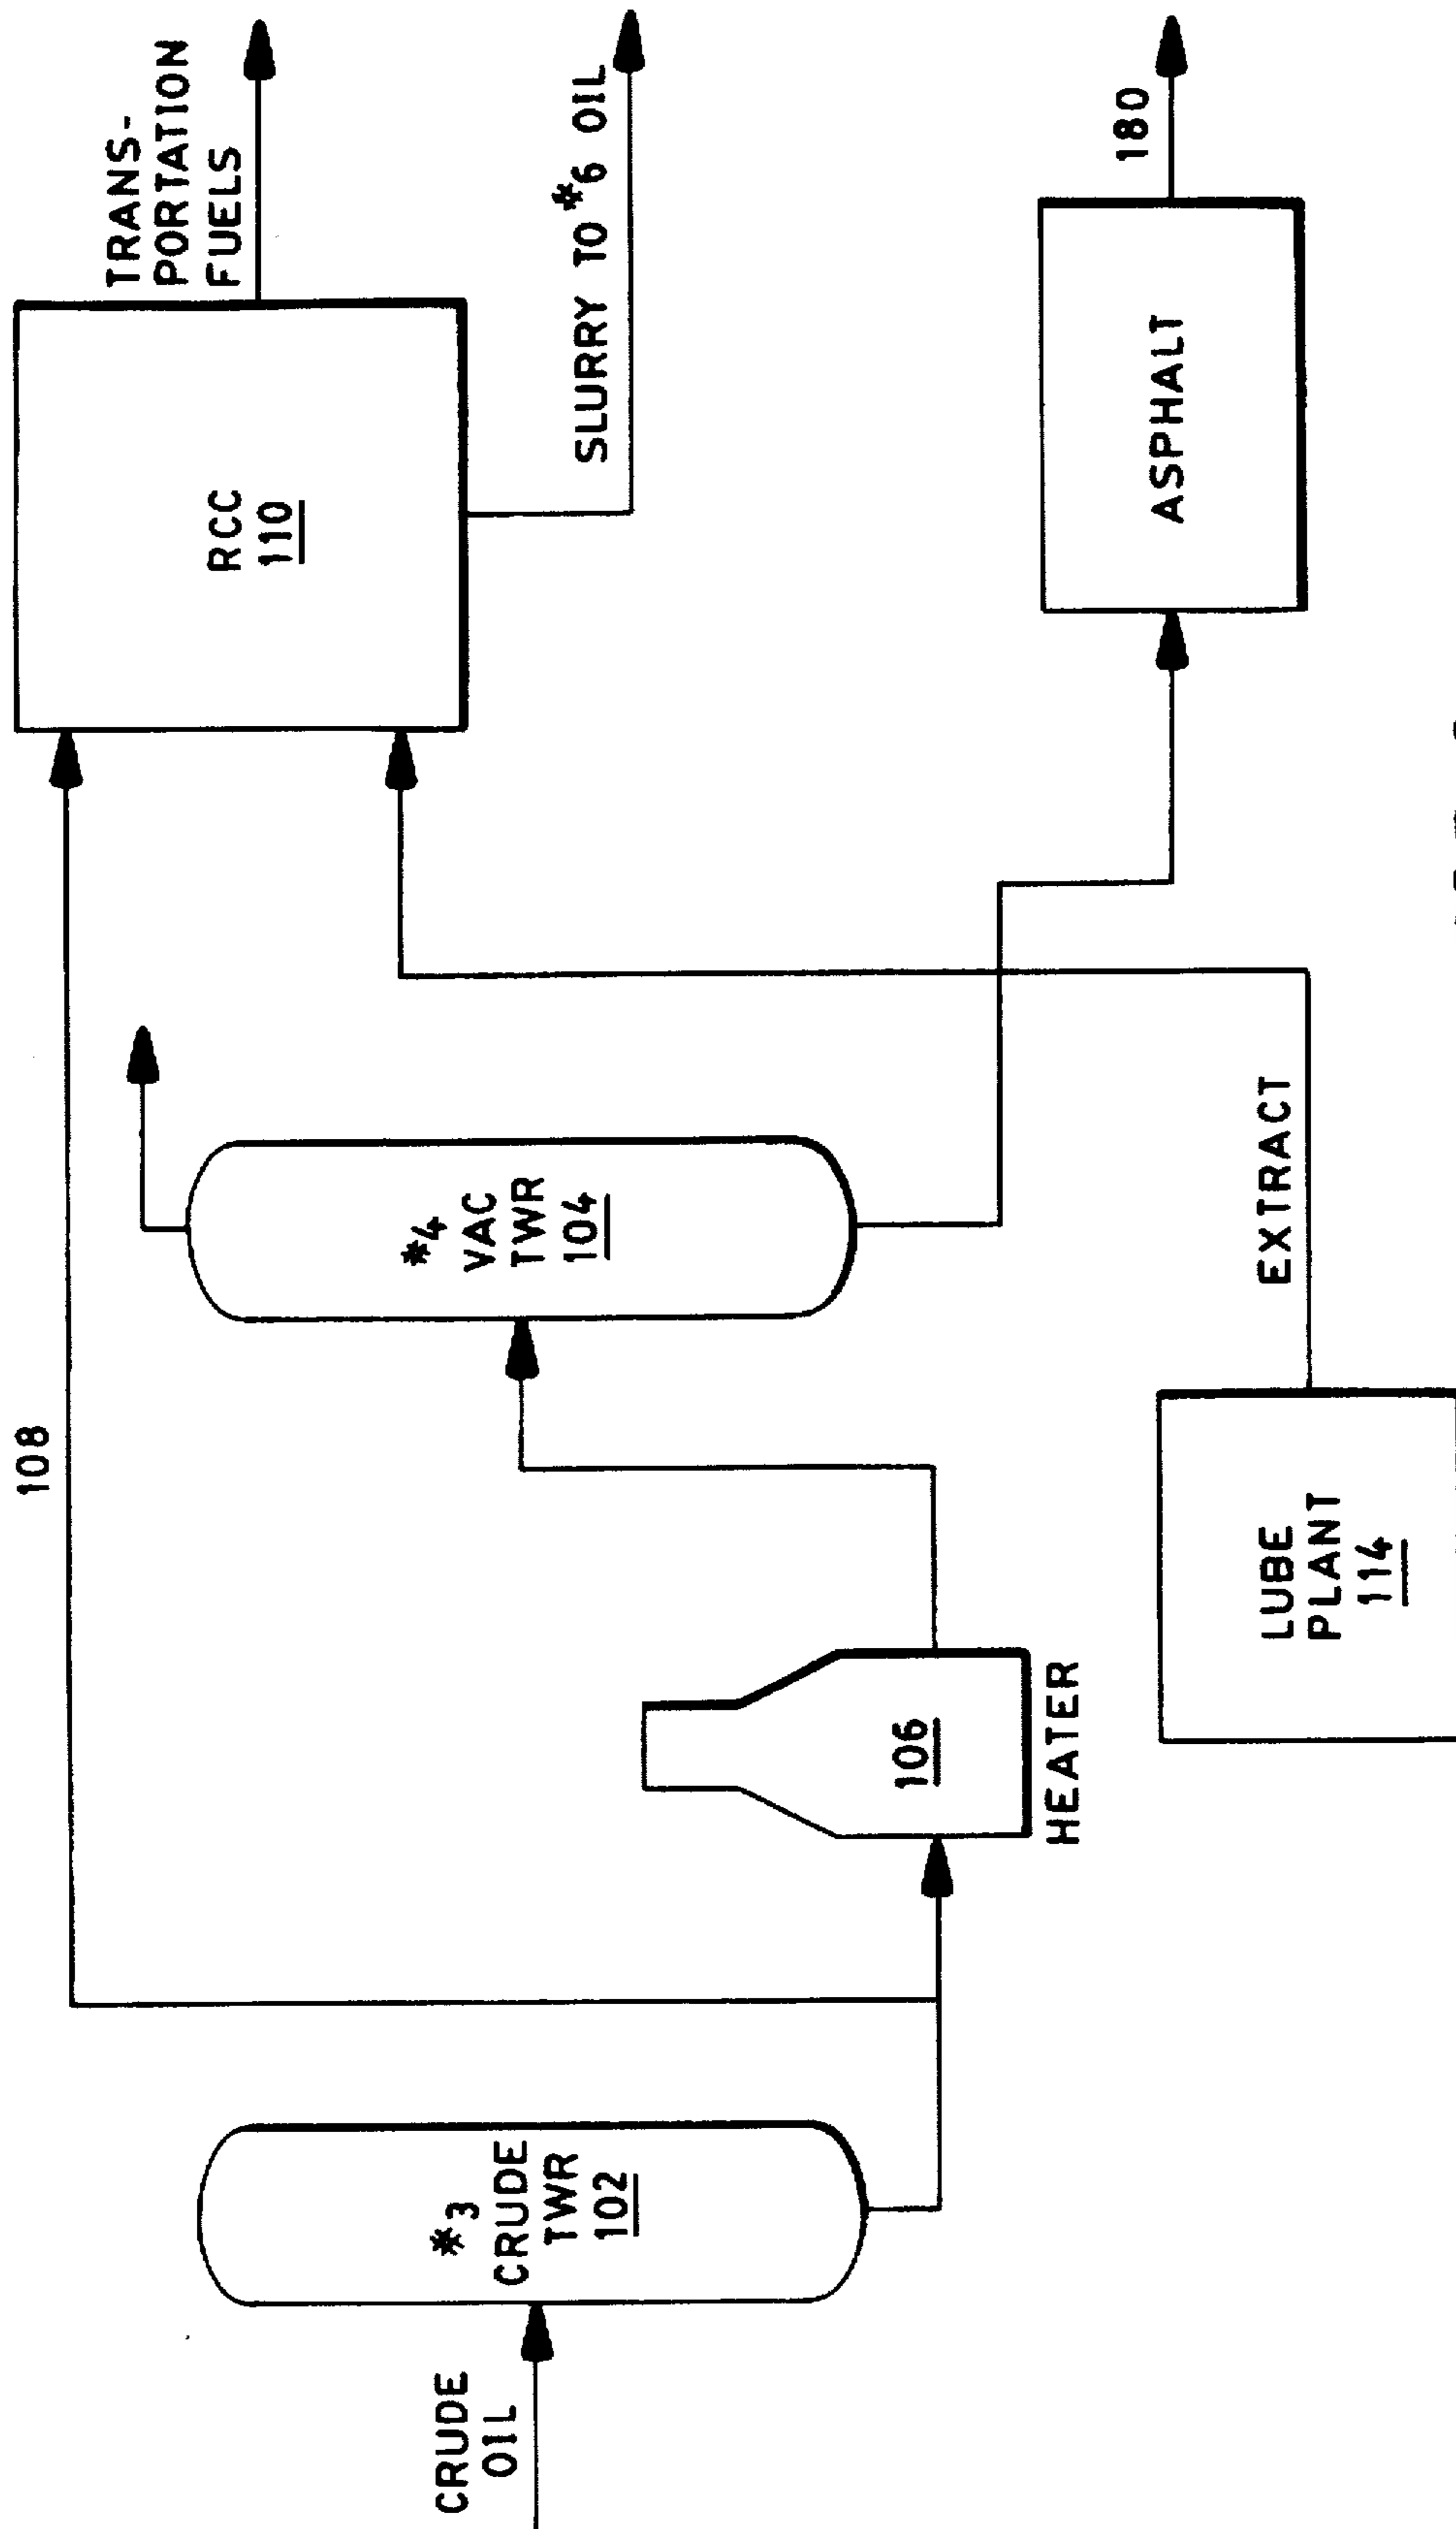 CRUDE
OIL
*3
CRUDE
TWR
102
108
HEATER
106
*4
VAC
TWR
104
LUBE
PLANT
114
EXTRACT
RCC
110
TRANS-
PORTATION
FUELS
SLURRY TO *6 OIL
ASPHALT
180